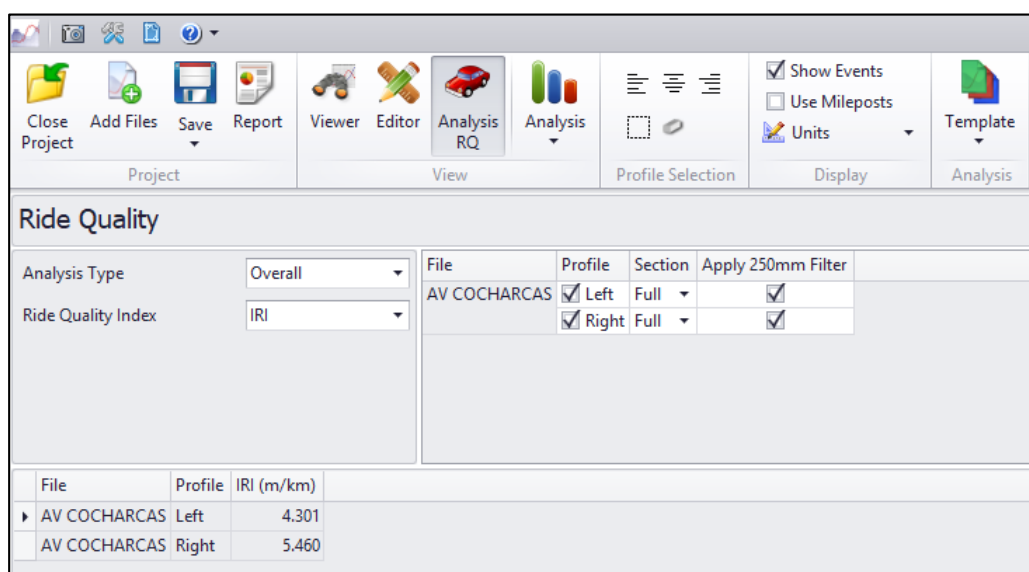 Close Project Add Files Save Report Viewer Editor Analysis RQ Analysis Show Events
Use Mileposts
Units
Template
Project View Profile Selection Display Analysis
Ride Quality
Analysis Type Overall
Ride Quality Index IRI
File Profile Section Apply 250mm Filter
AV COCHARCAS Left Full
Right Full
File Profile IRI (m/km)
AV COCHARCAS Left 4.301
AV COCHARCAS Right 5.460